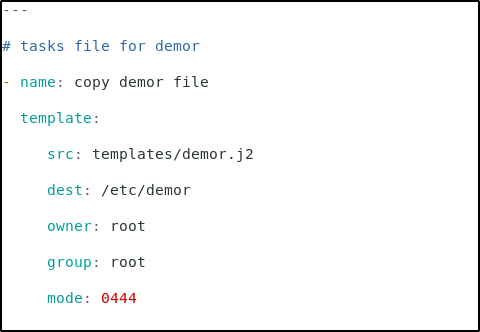 ---
# tasks file for demor
- name: copy demor file
  template:
     src: templates/demor.j2
     dest: /etc/demor
     owner: root
     group: root
     mode: 0444